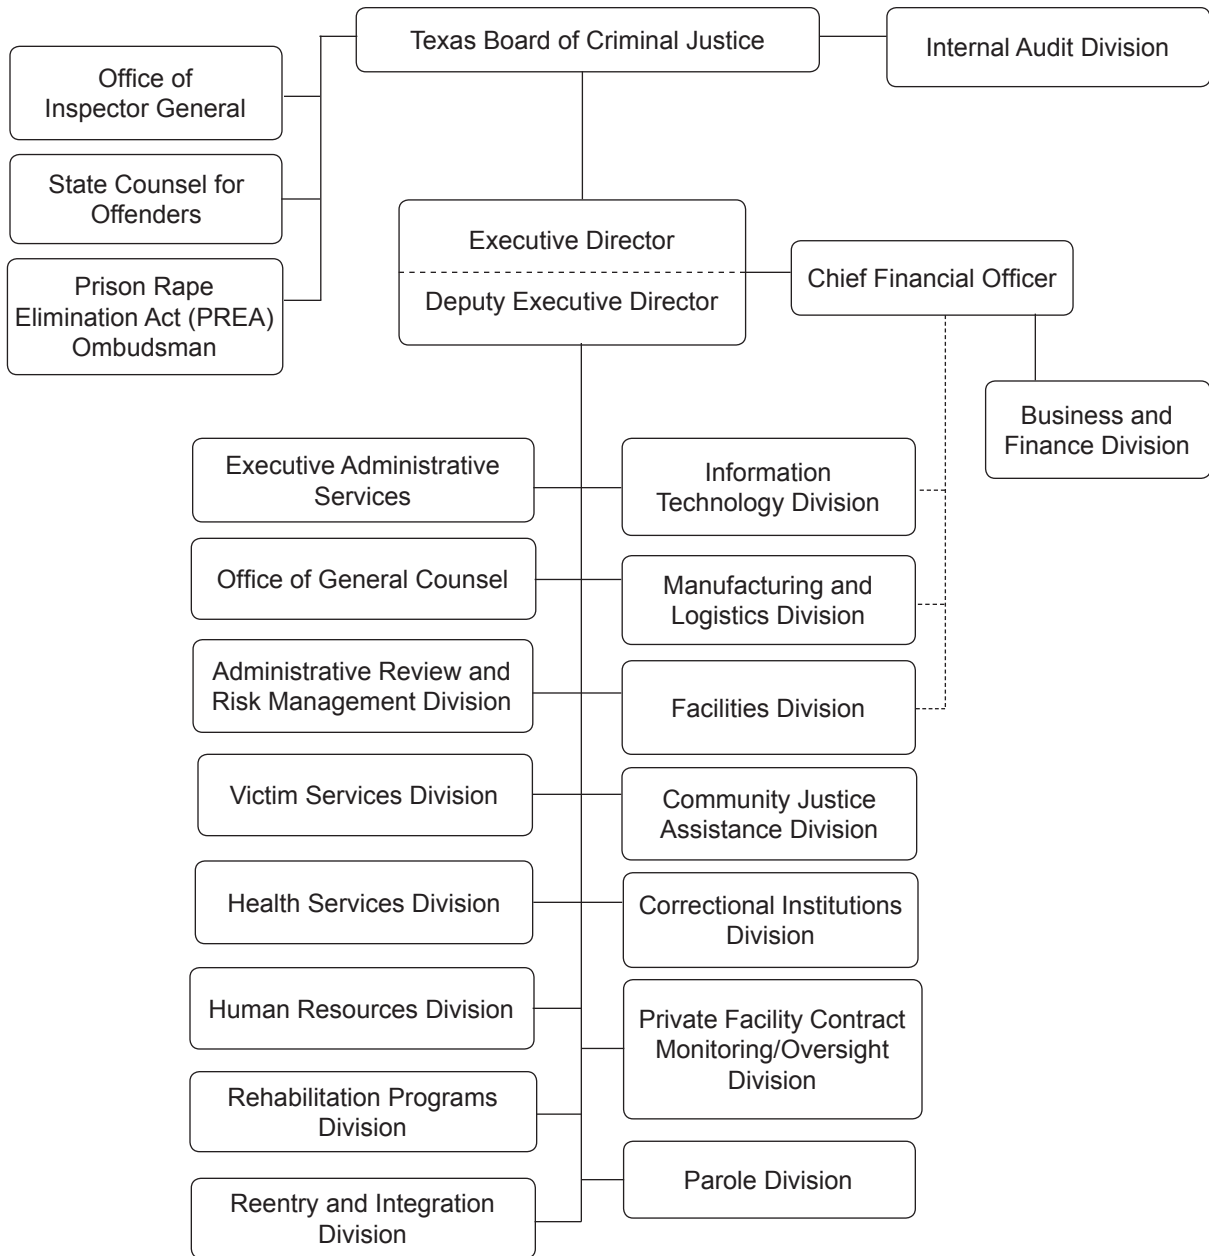 Texas Board of Criminal Justice
Internal Audit Division
Office of
Inspector General
State Counsel for
Offenders
Prison Rape
Elimination Act (PREA)
Ombudsman
Executive Director
Deputy Executive Director
Chief Financial Officer
Business and
Finance Division
Executive Administrative
Services
Information
Technology Division
Office of General Counsel
Manufacturing and
Logistics Division
Administrative Review and
Risk Management Division
Facilities Division
Victim Services Division
Community Justice
Assistance Division
Health Services Division
Correctional Institutions
Division
Human Resources Division
Private Facility Contract
Monitoring/Oversight
Division
Rehabilitation Programs
Division
Parole Division
Reentry and Integration
Division